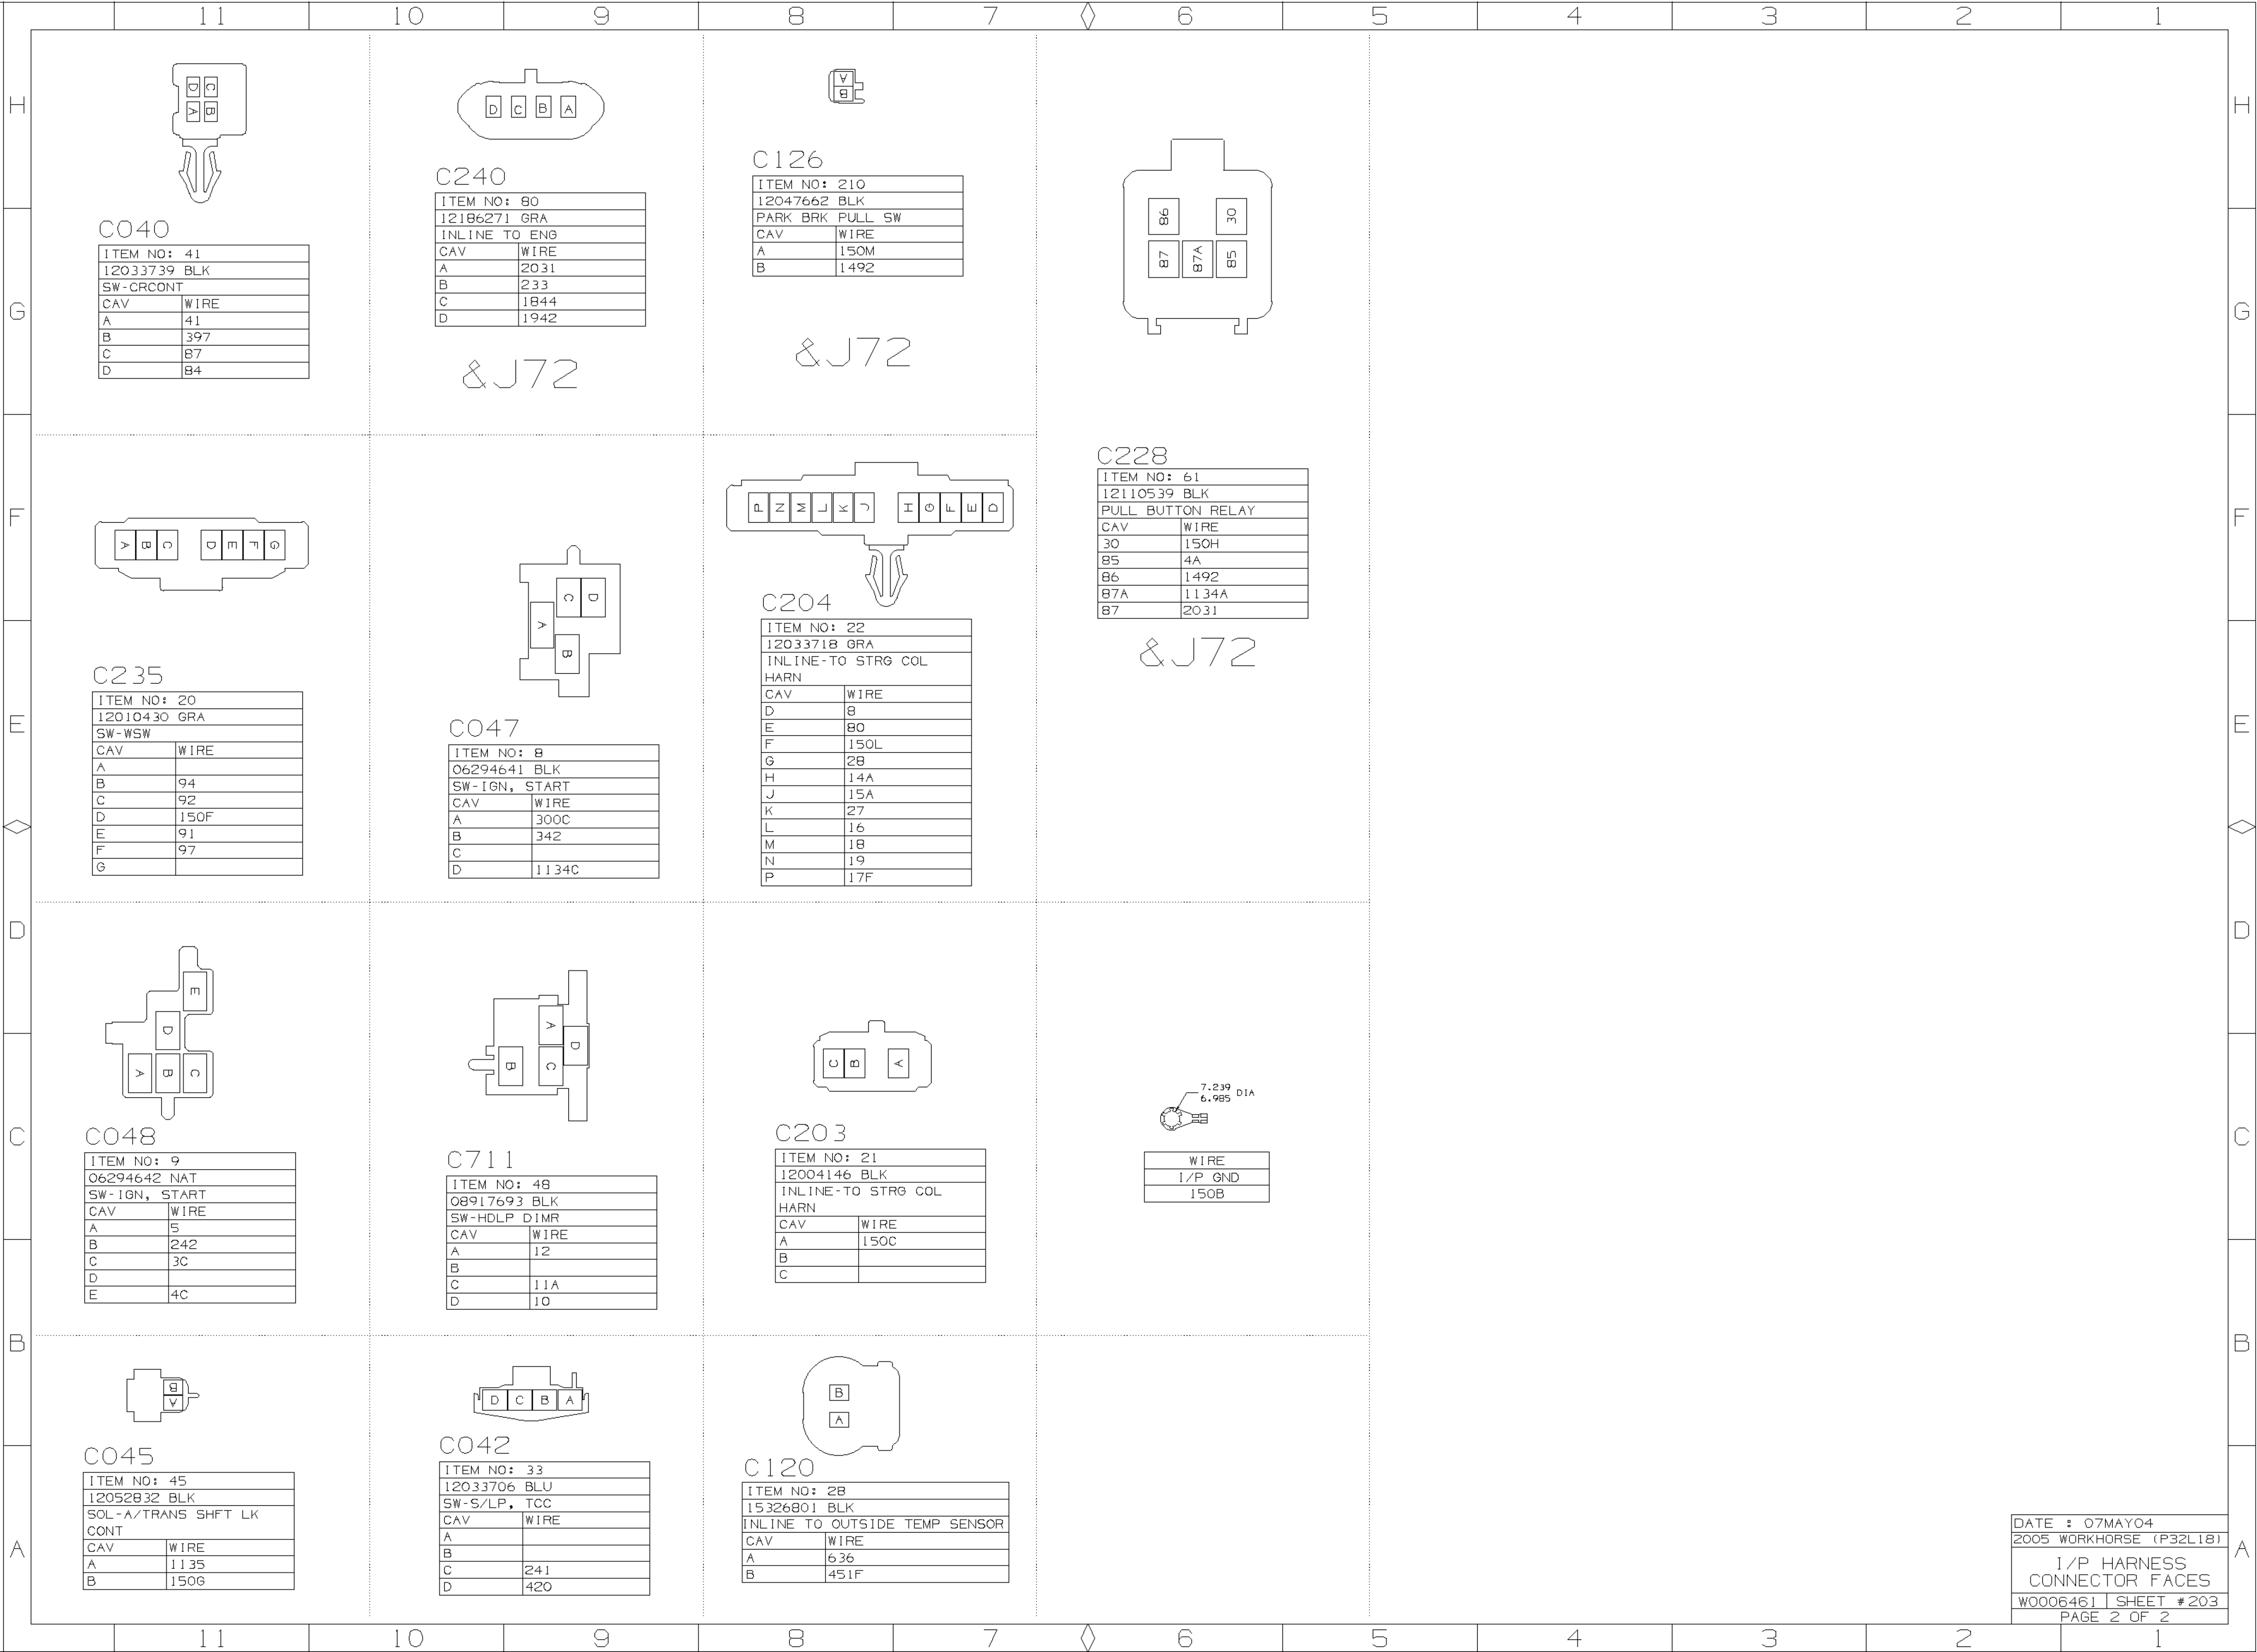 11 10 9 8 7 6 5 4 3 2 1
H H
G G
F F
E E
D D
C C
B B
A A
D C
A B
C040
ITEM NO: 41
12033739 BLK
SW-CRCONT
CAV WIRE
A 41
B 397
C 87
D 84
D C B A
C240
ITEM NO: 80
12186271 GRA
INLINE TO ENG
CAV WIRE
A 2031
B 233
C 1844
D 1942
&J72
A
B
C126
ITEM NO: 210
12047662 BLK
PARK BRK PULL SW
CAV WIRE
A 150M
B 1492
&J72
86 30
87 87A 85
C228
ITEM NO: 61
12110539 BLK
PULL BUTTON RELAY
CAV WIRE
30 150H
85 4A
86 1492
87A 1134A
87 2031
&J72
A B C D E F G
C235
ITEM NO: 20
12010430 GRA
SW-WSW
CAV WIRE
A
B 94
C 92
D 150F
E 91
F 97
G
C D
A
B
C047
ITEM NO: 8
06294641 BLK
SW-IGN, START
CAV WIRE
A 300C
B 342
C
D 1134C
P N M L K J H G F E D
C204
ITEM NO: 22
12033718 GRA
INLINE-TO STRG COL
HARN
CAV WIRE
D 8
E 80
F 150L
G 28
H 14A
J 15A
K 27
L 16
M 18
N 19
P 17F
E
D
A B C
C048
ITEM NO: 9
06294642 NAT
SW-IGN, START
CAV WIRE
A 5
B 242
C 3C
D
E 4C
A
D
B C
C711
ITEM NO: 48
08917693 BLK
SW-HDLP DIMR
CAV WIRE
A 12
B
C 11A
D 10
C B A
C203
ITEM NO: 21
12004146 BLK
INLINE-TO STRG COL
HARN
CAV WIRE
A 150C
B
C
7.239
6.985 DIA
WIRE
I/P GND
150B
B
A
C045
ITEM NO: 45
12052832 BLK
SOL-A/TRANS SHFT LK
CONT
CAV WIRE
A 1135
B 150G
D C B A
C042
ITEM NO: 33
12033706 BLU
SW-S/LP, TCC
CAV WIRE
A
B
C 241
D 420
B
A
C120
ITEM NO: 28
15326801 BLK
INLINE TO OUTSIDE TEMP SENSOR
CAV WIRE
A 636
B 451F
DATE : 07MAY04
2005 WORKHORSE (P32L18)
I/P HARNESS
CONNECTOR FACES
W0006461 SHEET #203
PAGE 2 OF 2
11 10 9 8 7 6 5 4 3 2 1